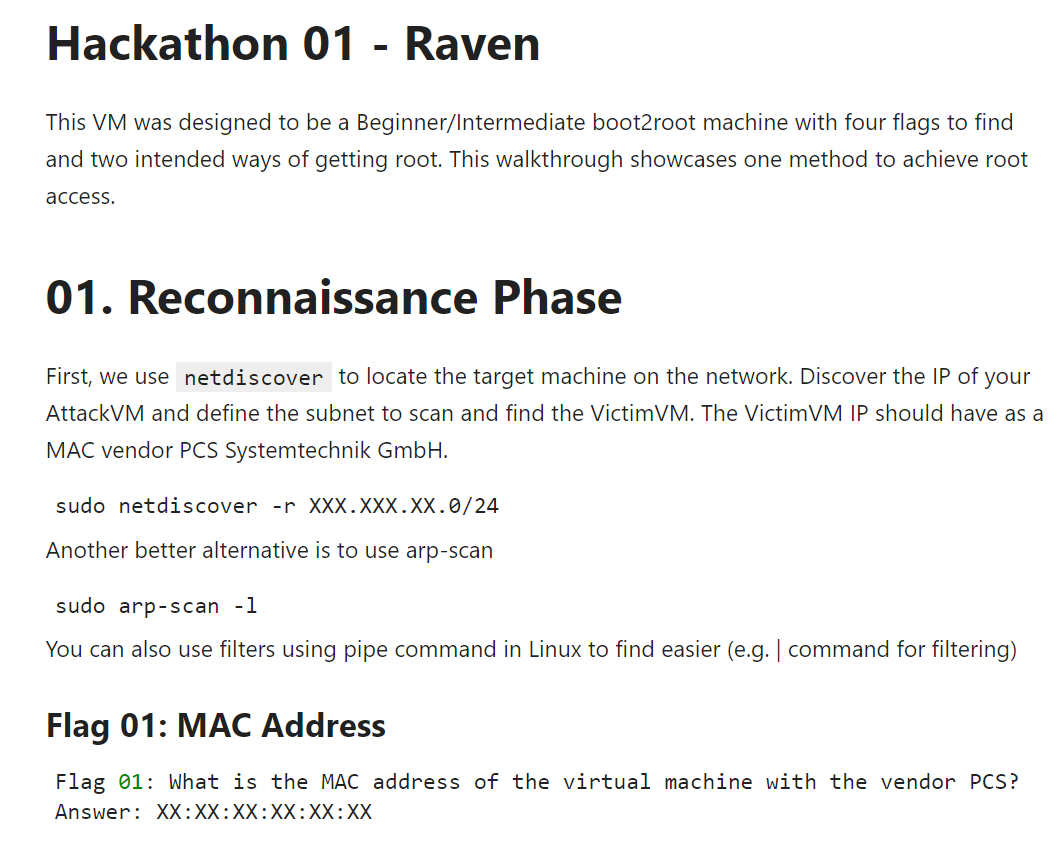 Hackathon 01 - Raven
This VM was designed to be a Beginner/Intermediate boot2root machine with four flags to find
and two intended ways of getting root. This walkthrough showcases one method to achieve root
access.
01. Reconnaissance Phase
First, we use netdiscover to locate the target machine on the network. Discover the IP of your
AttackVM and define the subnet to scan and find the VictimVM. The VictimVM IP should have as a
MAC vendor PCS Systemtechnik GmbH.
sudo netdiscover -r XXX.XXX.XX.0/24
Another better alternative is to use arp-scan
sudo arp-scan -l
You can also use filters using pipe command in Linux to find easier (e.g. | command for filtering)
Flag 01: MAC Address
Flag 01: What is the MAC address of the virtual machine with the vendor PCS?
Answer: XX:XX:XX:XX:XX:XX